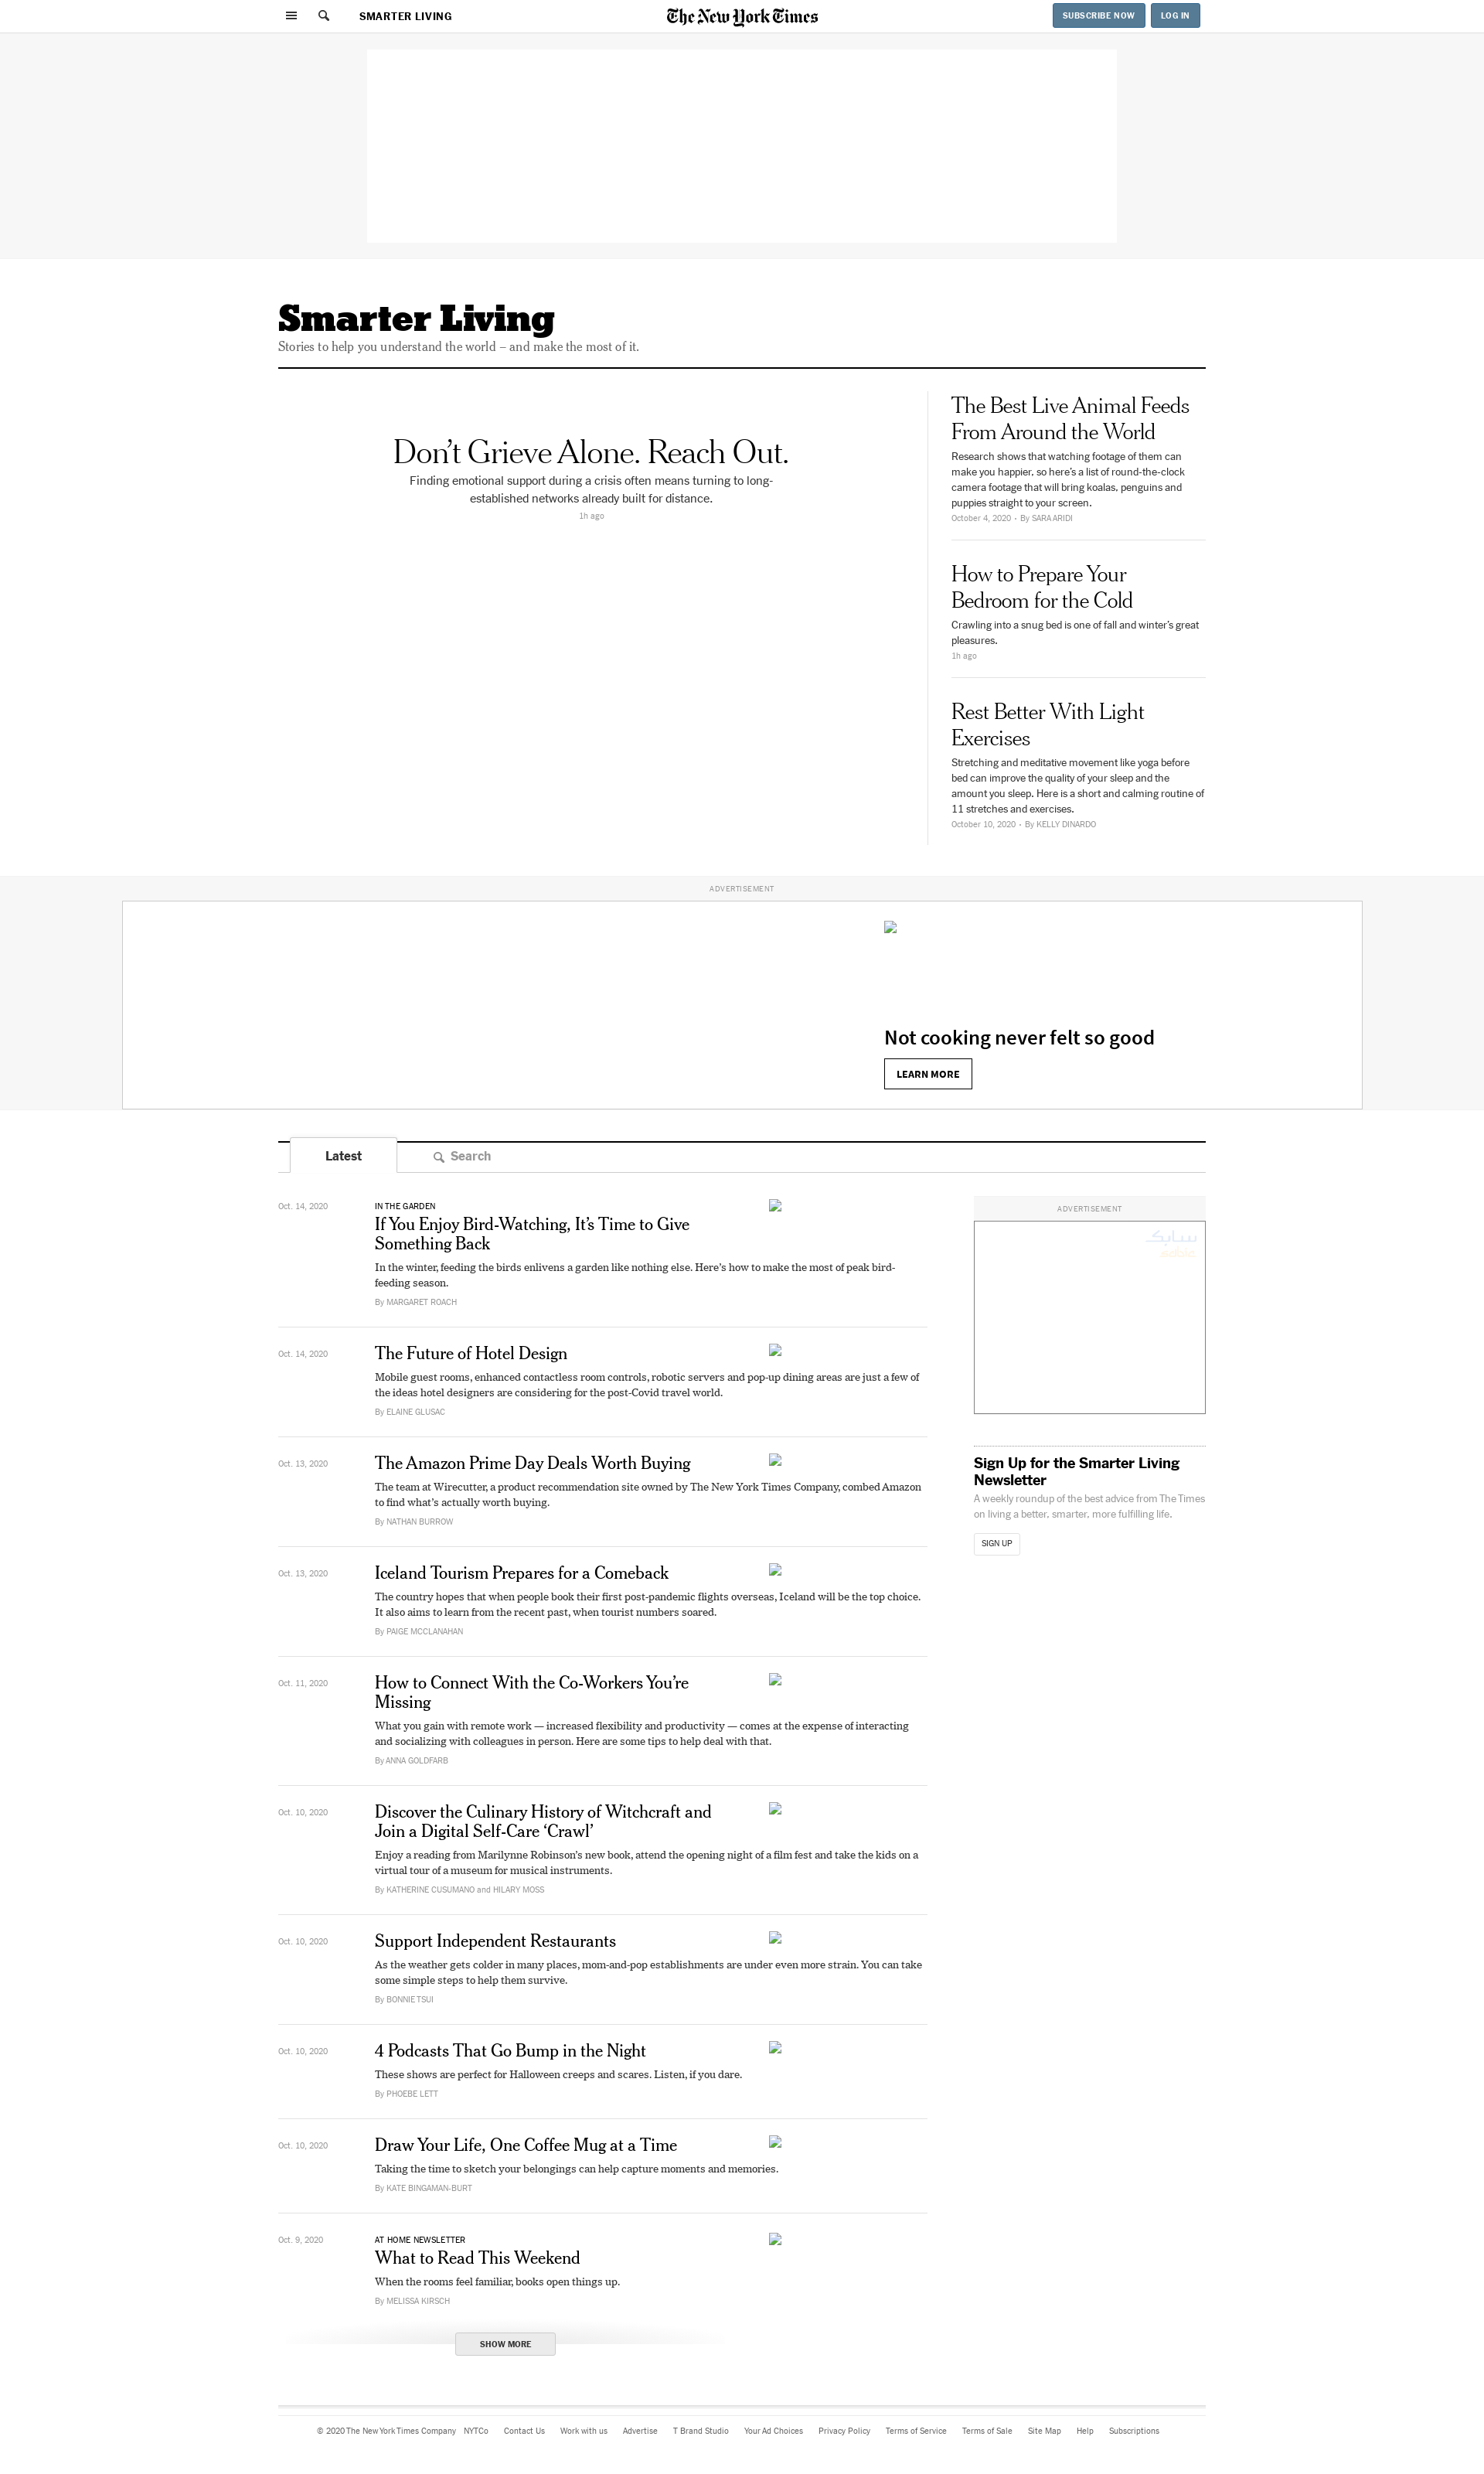 SMARTER LIVING
The New York Times
SUBSCRIBE NOW
LOG IN
Smarter Living
Stories to help you understand the world – and make the most of it.
Don’t Grieve Alone. Reach Out.
Finding emotional support during a crisis often means turning to long-
established networks already built for distance.
1h ago
The Best Live Animal Feeds
From Around the World
Research shows that watching footage of them can
make you happier, so here’s a list of round-the-clock
camera footage that will bring koalas, penguins and
puppies straight to your screen.
October 4, 2020 • By SARA ARIDI
How to Prepare Your
Bedroom for the Cold
Crawling into a snug bed is one of fall and winter’s great
pleasures.
1h ago
Rest Better With Light
Exercises
Stretching and meditative movement like yoga before
bed can improve the quality of your sleep and the
amount you sleep. Here is a short and calming routine of
11 stretches and exercises.
October 10, 2020 • By KELLY DINARDO
ADVERTISEMENT
Not cooking never felt so good
LEARN MORE
Latest
Search
Oct. 14, 2020
IN THE GARDEN
If You Enjoy Bird-Watching, It’s Time to Give
Something Back
In the winter, feeding the birds enlivens a garden like nothing else. Here’s how to make the most of peak bird-
feeding season.
By MARGARET ROACH
Oct. 14, 2020
The Future of Hotel Design
Mobile guest rooms, enhanced contactless room controls, robotic servers and pop-up dining areas are just a few of
the ideas hotel designers are considering for the post-Covid travel world.
By ELAINE GLUSAC
Oct. 13, 2020
The Amazon Prime Day Deals Worth Buying
The team at Wirecutter, a product recommendation site owned by The New York Times Company, combed Amazon
to find what’s actually worth buying.
By NATHAN BURROW
Oct. 13, 2020
Iceland Tourism Prepares for a Comeback
The country hopes that when people book their first post-pandemic flights overseas, Iceland will be the top choice.
It also aims to learn from the recent past, when tourist numbers soared.
By PAIGE MCCLANAHAN
Oct. 11, 2020
How to Connect With the Co-Workers You’re
Missing
What you gain with remote work — increased flexibility and productivity — comes at the expense of interacting
and socializing with colleagues in person. Here are some tips to help deal with that.
By ANNA GOLDFARB
Oct. 10, 2020
Discover the Culinary History of Witchcraft and
Join a Digital Self-Care ‘Crawl’
Enjoy a reading from Marilynne Robinson’s new book, attend the opening night of a film fest and take the kids on a
virtual tour of a museum for musical instruments.
By KATHERINE CUSUMANO and HILARY MOSS
Oct. 10, 2020
Support Independent Restaurants
As the weather gets colder in many places, mom-and-pop establishments are under even more strain. You can take
some simple steps to help them survive.
By BONNIE TSUI
Oct. 10, 2020
4 Podcasts That Go Bump in the Night
These shows are perfect for Halloween creeps and scares. Listen, if you dare.
By PHOEBE LETT
Oct. 10, 2020
Draw Your Life, One Coffee Mug at a Time
Taking the time to sketch your belongings can help capture moments and memories.
By KATE BINGAMAN-BURT
Oct. 9, 2020
AT HOME NEWSLETTER
What to Read This Weekend
When the rooms feel familiar, books open things up.
By MELISSA KIRSCH
SHOW MORE
ADVERTISEMENT
سابك
sabic
Sign Up for the Smarter Living
Newsletter
A weekly roundup of the best advice from The Times
on living a better, smarter, more fulfilling life.
SIGN UP
© 2020 The New York Times Company NYTCo Contact Us Work with us Advertise T Brand Studio Your Ad Choices Privacy Policy Terms of Service Terms of Sale Site Map Help Subscriptions